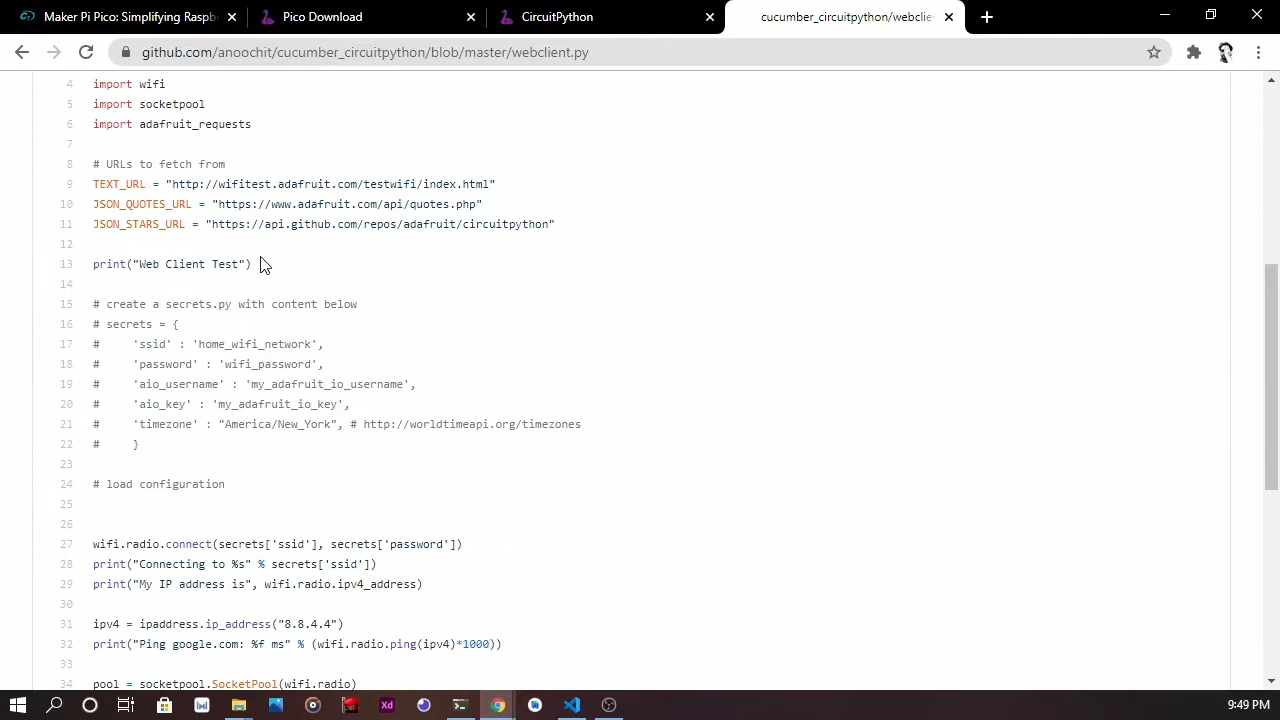 Maker Pi Pico: Simplifying Raspb
Pico Download
CircuitPython
cucumber_circuitpython/webclie
github.com/anoochit/cucumber_circuitpython/blob/master/webclient.py
4 import wifi
5 import socketpool
6 import adafruit_requests
7
8 # URLs to fetch from
9 TEXT_URL = "http://wifitest.adafruit.com/testwifi/index.html"
10 JSON_QUOTES_URL = "https://www.adafruit.com/api/quotes.php"
11 JSON_STARS_URL = "https://api.github.com/repos/adafruit/circuitpython"
12
13 print("Web Client Test")
14
15 # create a secrets.py with content below
16 # secrets = {
17 #     'ssid' : 'home_wifi_network',
18 #     'password' : 'wifi_password',
19 #     'aio_username' : 'my_adafruit_io_username',
20 #     'aio_key' : 'my_adafruit_io_key',
21 #     'timezone' : "America/New_York", # http://worldtimeapi.org/timezones
22 #     }
23
24 # load configuration
25
26
27 wifi.radio.connect(secrets['ssid'], secrets['password'])
28 print("Connecting to %s" % secrets['ssid'])
29 print("My IP address is", wifi.radio.ipv4_address)
30
31 ipv4 = ipaddress.ip_address("8.8.4.4")
32 print("Ping google.com: %f ms" % (wifi.radio.ping(ipv4)*1000))
33
34 pool = socketpool.SocketPool(wifi.radio)
Xd
9:49 PM